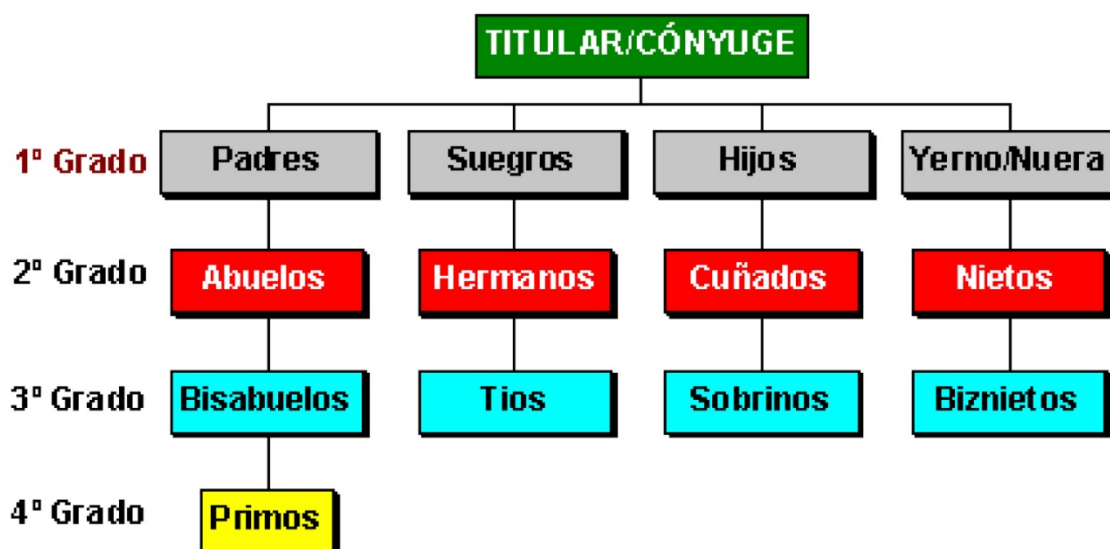 TITULAR/CÓNYUGE
1º Grado Padres Suegros Hijos Yerno/Nuera
2º Grado Abuelos Hermanos Cuñados Nietos
3º Grado Bisabuelos Tios Sobrinos Biznietos
4º Grado Primos